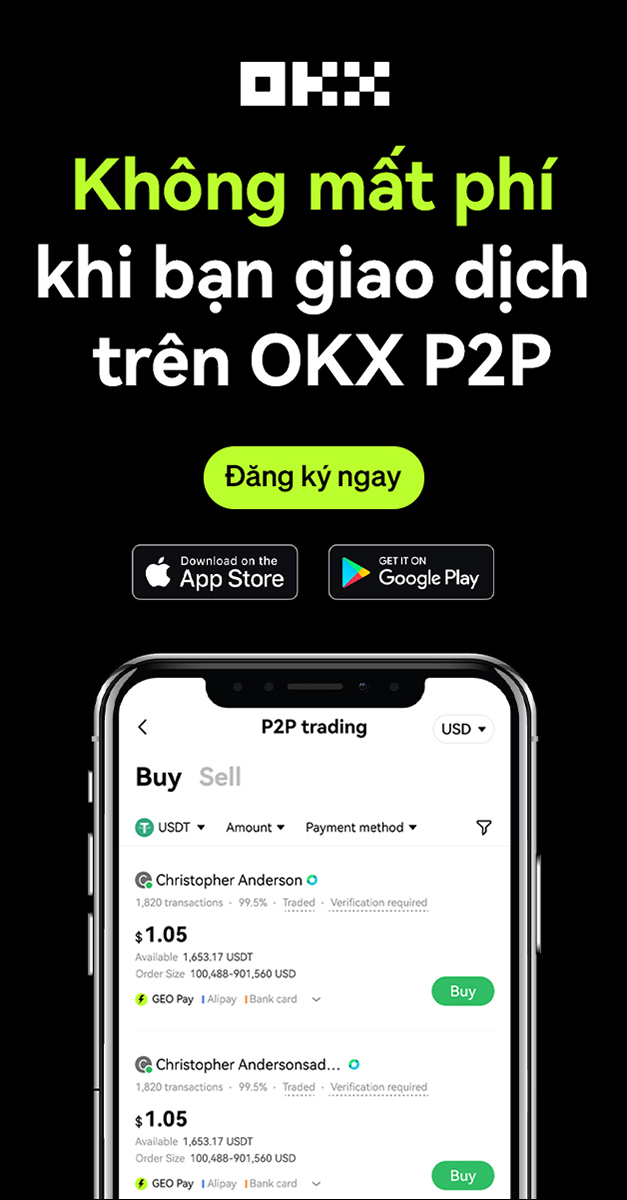 OKX
Không mất phí
khi bạn giao dịch
trên OKX P2P
Đăng ký ngay
Download on the
App Store
GET IT ON
Google Play
P2P trading
USD
Buy Sell
USDT Amount Payment method
Christopher Anderson
1,820 transactions · 99.5% · Traded · Verification required
$1.05
Available 1,653.17 USDT
Order Size 100,488-901,560 USD
GEO Pay Alipay Bank card
Buy
Christopher Andersonsad...
1,820 transactions · 99.5% · Traded · Verification required
$1.05
Available 1,653.17 USDT
Order Size 100,488-901,560 USD
GEO Pay Alipay Bank card
Buy